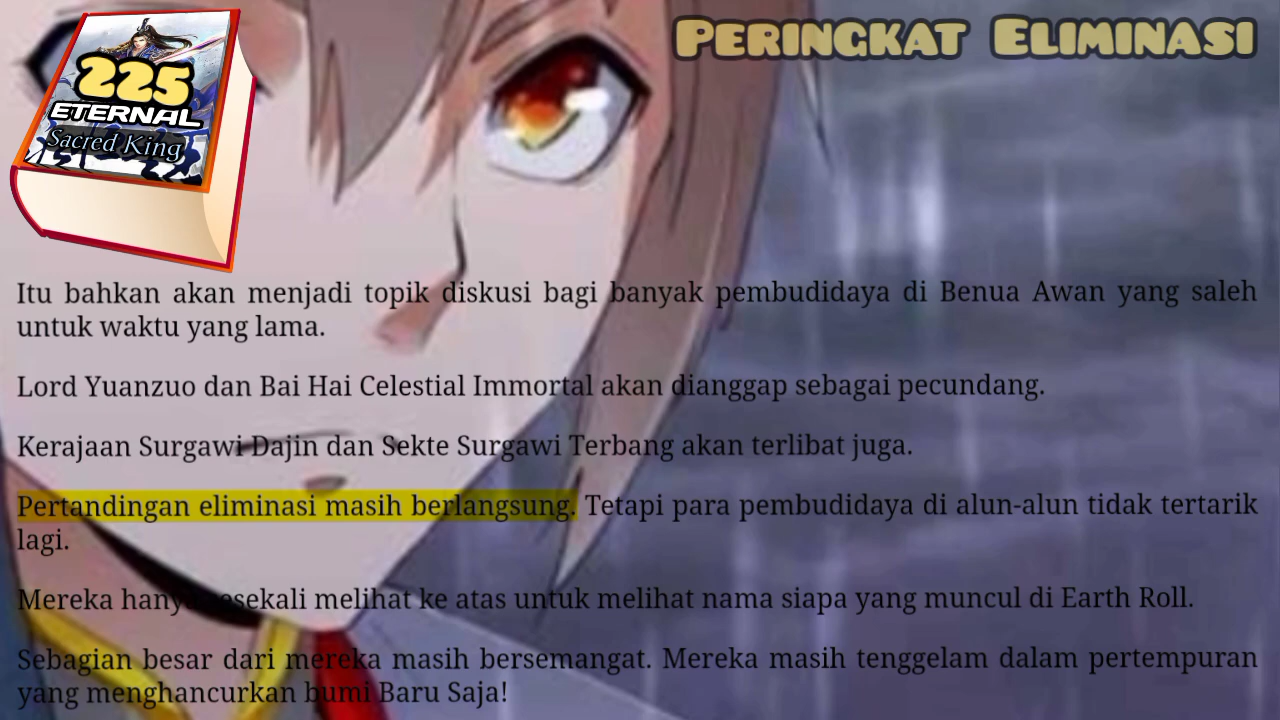 PERINGKAT ELIMINASI
225
ETERNAL
Sacred King
Itu bahkan akan menjadi topik diskusi bagi banyak pembudidaya di Benua Awan yang saleh
untuk waktu yang lama.
Lord Yuanzuo dan Bai Hai Celestial Immortal akan dianggap sebagai pecundang.
Kerajaan Surgawi Dajin dan Sekte Surgawi Terbang akan terlibat juga.
Pertandingan eliminasi masih berlangsung. Tetapi para pembudidaya di alun-alun tidak tertarik
lagi.
Mereka hanya sesekali melihat ke atas untuk melihat nama siapa yang muncul di Earth Roll.
Sebagian besar dari mereka masih bersemangat. Mereka masih tenggelam dalam pertempuran
yang menghancurkan bumi Baru Saja!